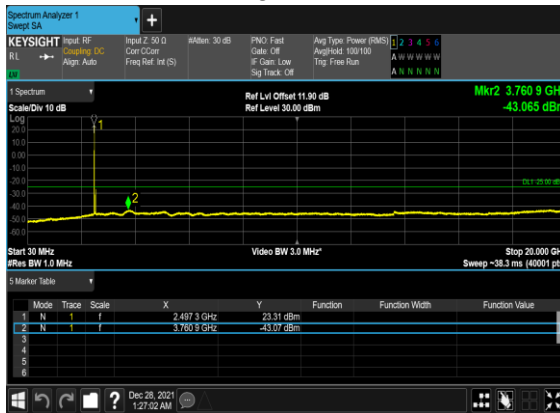 Spectrum Analyzer 1
Swept SA
+
KEYSIGHT Input: RF Input Z: 50 Ω #Atten: 30 dB PNO: Fast Avg Type: Power (RMS) 1 2 3 4 5 6
RL Coupling: DC Corr CCorr Gate: Off Avg|Hold: 100/100 A W W W W W
Align: Auto Freq Ref: Int (S) IF Gain: Low Trig: Free Run
Sig Track: Off A N N N N N
1 Spectrum Ref Lvl Offset 11.90 dB Mkr2 3.760 9 GH
Scale/Div 10 dB Ref Level 30.00 dBm -43.065 dB
Log
20.0
10.0
0.00
-10.0
-20.0
-30.0
-40.0
-50.0
-60.0
1
2
Start 30 MHz Video BW 3.0 MHz* Stop 20.000 G
#Res BW 1.0 MHz Sweep ~38.3 ms (40001 pt
5 Marker Table
Mode Trace Scale X Y Function Function Width Function Value
1 N 1 f 2.497 3 GHz 23.31 dBm
2 N 1 f 3.760 9 GHz -43.07 dBm
3
4
5
6
? Dec 28, 2021
1:27:02 AM